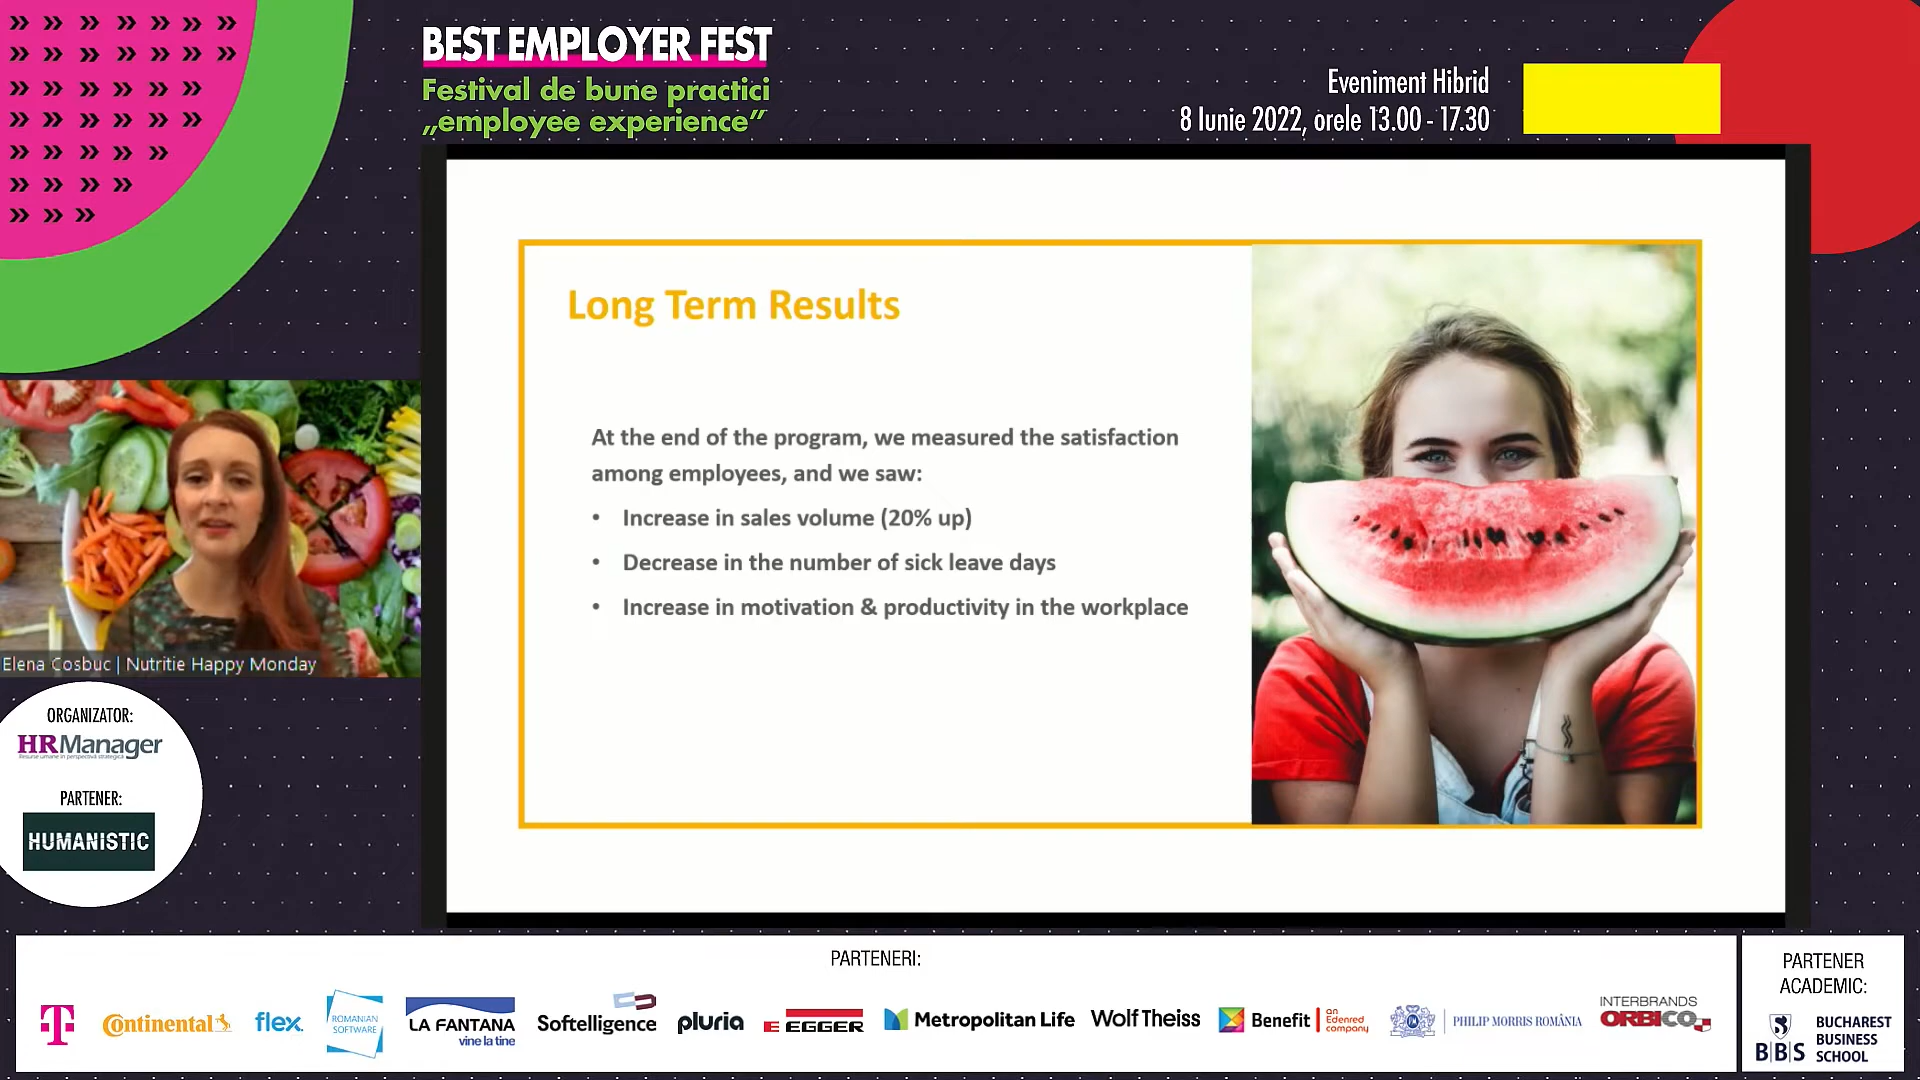 BEST EMPLOYER FEST
Festival de bune practici
„employee experience”
Eveniment Hibrid
8 Iunie 2022, orele 13.00 - 17.30
Long Term Results
At the end of the program, we measured the satisfaction
among employees, and we saw:
• Increase in sales volume (20% up)
• Decrease in the number of sick leave days
• Increase in motivation & productivity in the workplace
Elena Cosbuc | Nutritie Happy Monday
ORGANIZATOR:
HRManager
Resurse umane in perspectivă strategică
PARTENER:
HUMANISTIC
PARTENERI:
T
Continental
flex.
ROMANIAN
SOFTWARE
LA FANTANA
vine la tine
Softelligence
pluria
E EGGER
Metropolitan Life
Wolf Theiss
Benefit
an
Edenred
company
PHILIP MORRIS ROMÂNIA
INTERBRANDS
ORBICO
PARTENER
ACADEMIC:
B|B|S
BUCHAREST
BUSINESS
SCHOOL